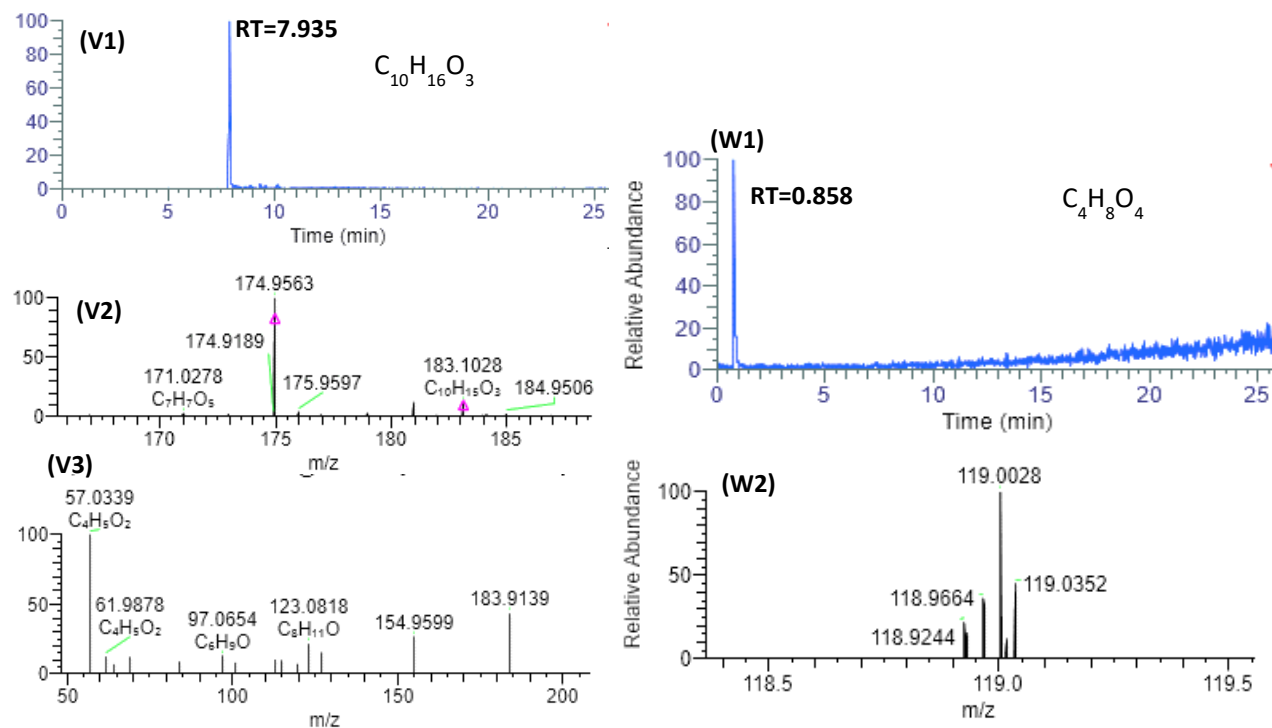 (V1)
RT=7.935
C₁₀H₁₆O₃
100
80
60
40
20
0
0 5 10 15 20 25
Time (min)
(V2)
174.9563
174.9189
171.0278
C₇H₇O₅
175.9597
183.1028
C₁₀H₁₅O₃
184.9506
100
50
0
170 175 180 185
m/z
(V3)
57.0339
C₄H₅O₂
61.9878
C₄H₅O₂
97.0654
C₆H₉O
123.0818
C₈H₁₁O
154.9599
183.9139
100
50
0
50 100 150 200
m/z
(W1)
RT=0.858
C₄H₈O₄
Relative Abundance
100
80
60
40
20
0
0 5 10 15 20 25
Time (min)
(W2)
119.0028
118.9664
119.0352
118.9244
Relative Abundance
100
50
0
118.5 119.0 119.5
m/z